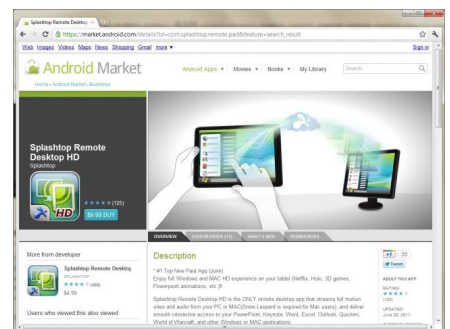 Splashtop Remote Desktop
https://market.android.com/details?id=com.splashtop.remote.pad&feature=search_result
Web Images Videos Maps News Shopping Gmail more ▼
Sign in
Android Market
Android Apps ▼ Movies ▼ Books ▼ My Library
Search
Home > Android Market > Business
Splashtop Remote
Desktop HD
Splashtop
HD
(125)
$9.99 BUY
OVERVIEW
USER REVIEWS
WHAT'S NEW
PERMISSIONS
More from developer
Splashtop Remote Desktop
SPLASHTOP
$4.99
Users who viewed this also viewed
Description
#1 Top New Paid App (June)
Enjoy full Windows and MAC HD experience on your tablet (Netflix, Hulu, 3D games,
Powerpoint animations, etc.)!!
Splashtop Remote Desktop HD is the ONLY remote desktop app that streams full motion
video and audio from your PC or MAC(Snow Leopard is required for Mac users), and deliver
smooth interactive access to your PowerPoint, Keynote, Word, Excel, Outlook, Quicken,
World of Warcraft, and other Windows or MAC applications.
+1
30
Tweet
ABOUT THIS APP
RATING:
(125)
UPDATED:
June 29, 2011